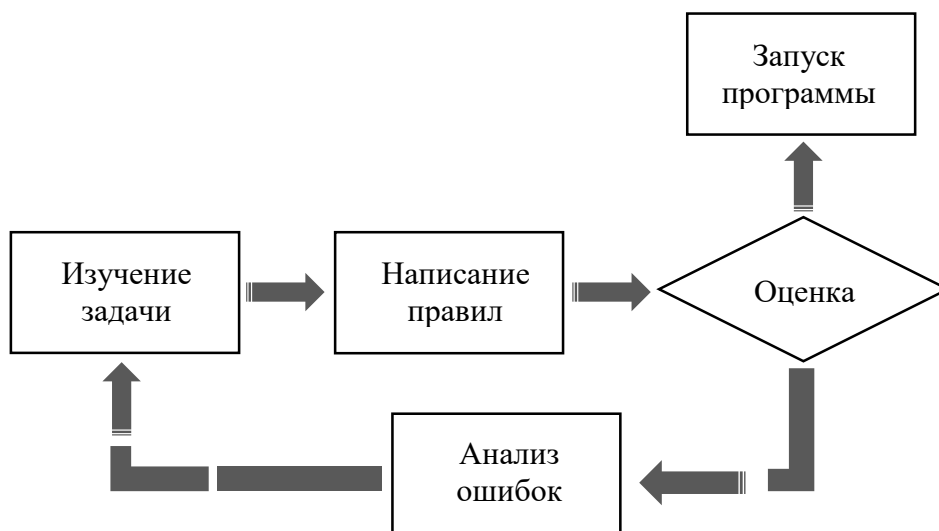 Запуск
программы
Изучение
задачи
Написание
правил
Оценка
Анализ
ошибок